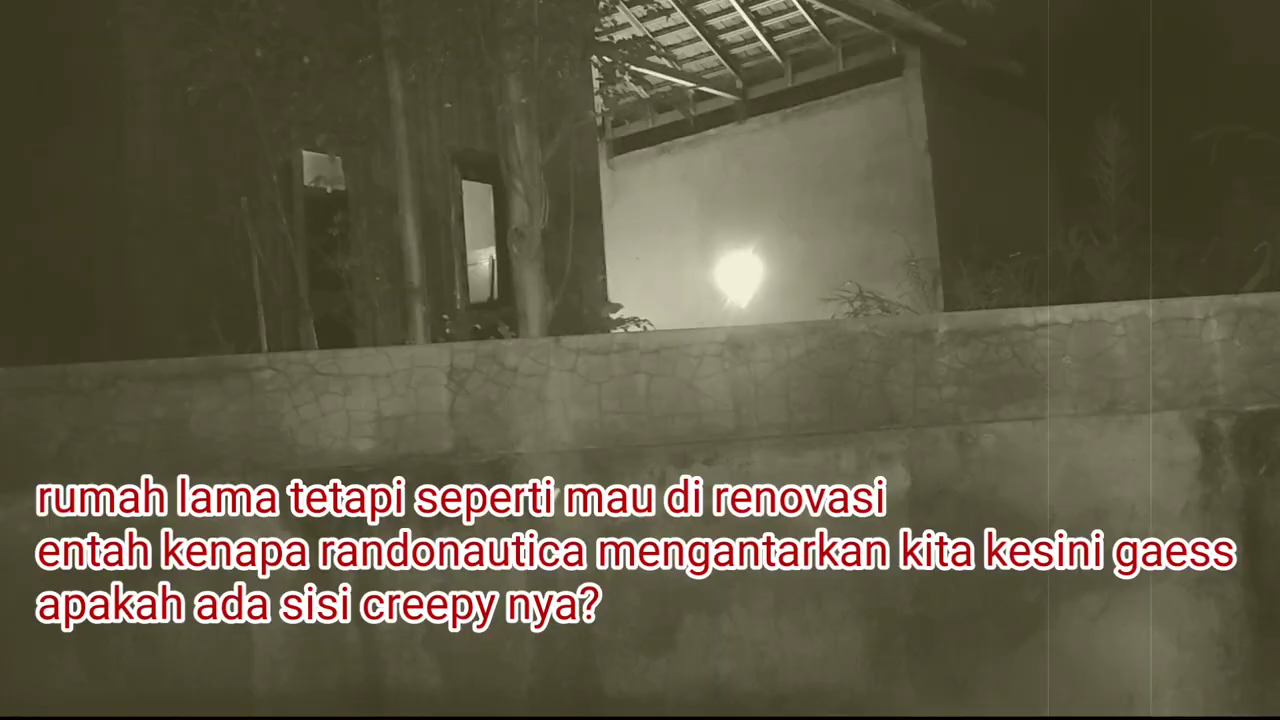 rumah lama tetapi seperti mau di renovasi
entah kenapa randonautica mengantarkan kita kesini gaess
apakah ada sisi creepy nya?